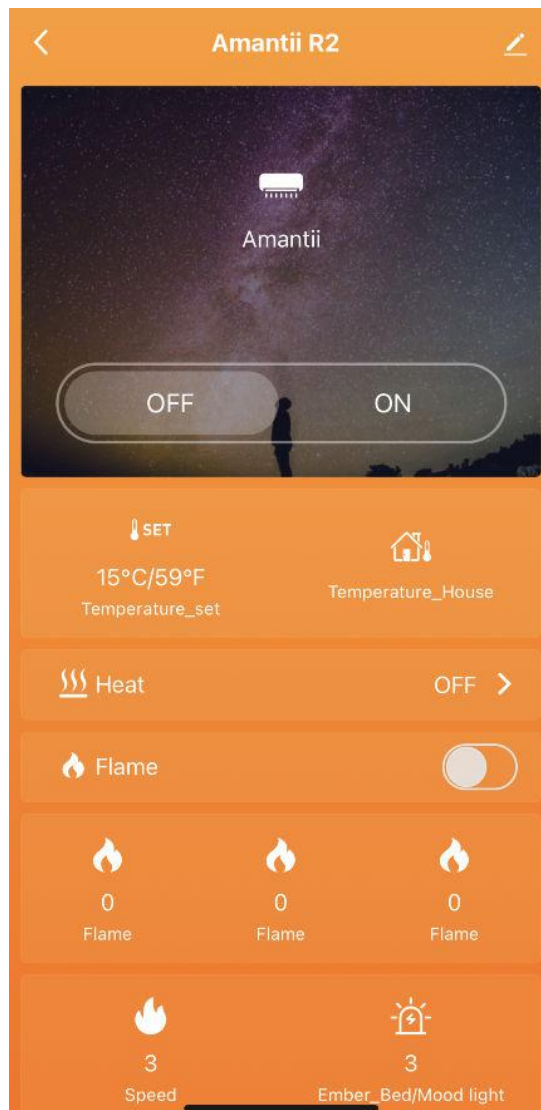 Amantii R2
Amantii
OFF ON
SET
15°C/59°F
Temperature_set
Temperature_House
Heat OFF
Flame
0 0 0
Flame Flame Flame
3 3
Speed Ember_Bed/Mood light